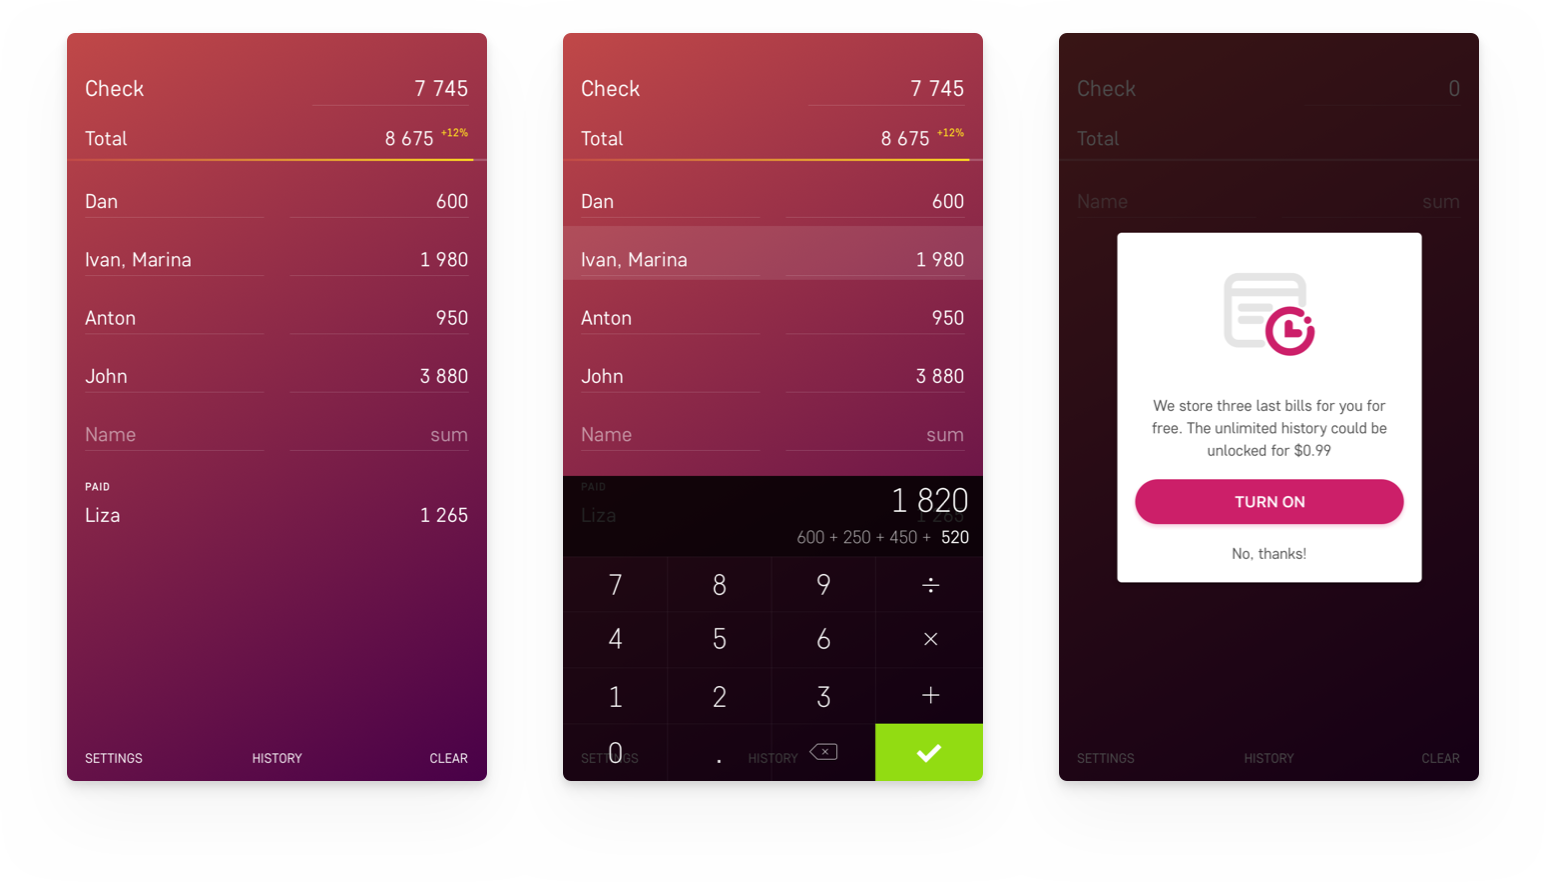 Check 7 745
Total 8 675 +12%
Dan 600
Ivan, Marina 1 980
Anton 950
John 3 880
Name sum
PAID
Liza 1 265
SETTINGS HISTORY CLEAR
Check 7 745
Total 8 675 +12%
Dan 600
Ivan, Marina 1 980
Anton 950
John 3 880
Name sum
PAID
1 820
Liza 1 265
600 + 250 + 450 + 520
7 8 9 ÷
4 5 6 ×
1 2 3 +
0 .
SETTINGS HISTORY
Check 0
Total
Name sum
We store three last bills for you for
free. The unlimited history could be
unlocked for $0.99
TURN ON
No, thanks!
SETTINGS HISTORY CLEAR